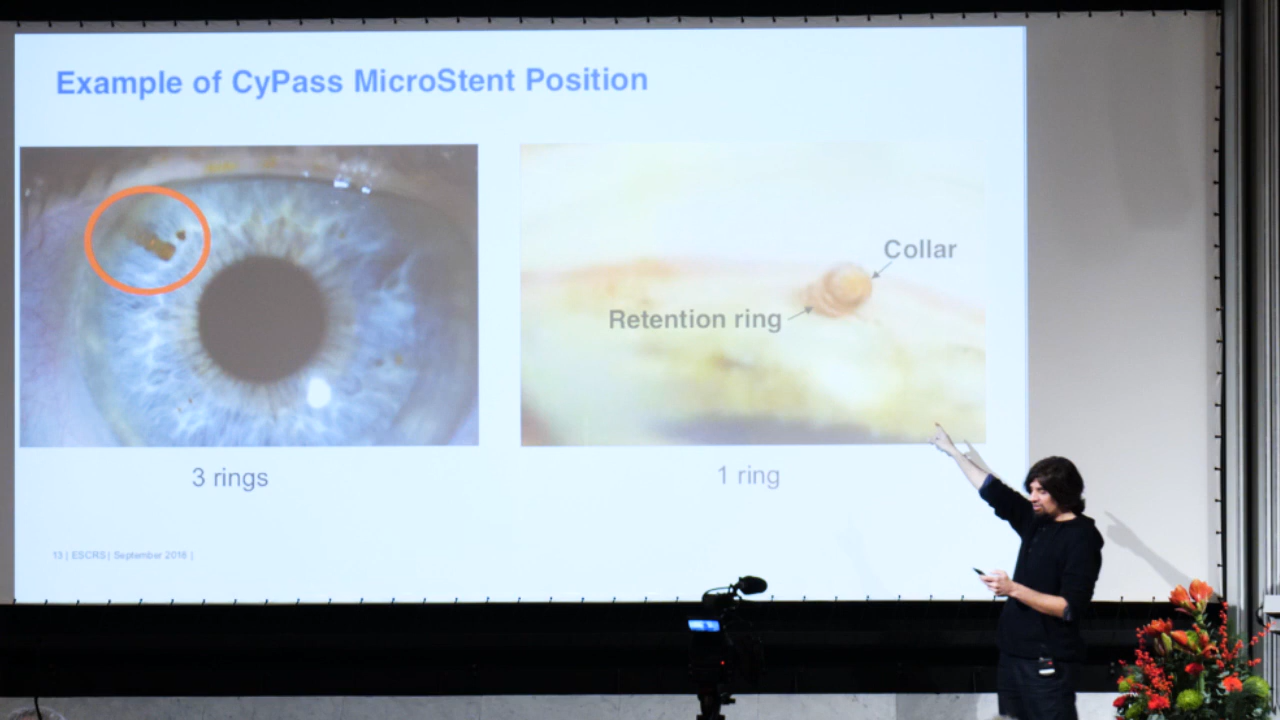 Example of CyPass MicroStent Position
Collar
Retention ring
3 rings
1 ring
13 | ESCRS | September 2018 |